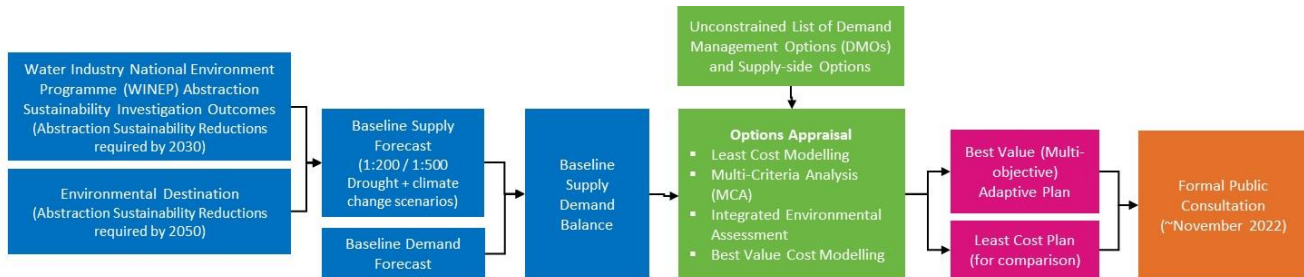 Water Industry National Environment
Programme (WINEP) Abstraction
Sustainability Investigation Outcomes
(Abstraction Sustainability Reductions
required by 2030)
Environmental Destination
(Abstraction Sustainability Reductions
required by 2050)
Baseline Supply
Forecast
(1:200 / 1:500
Drought + climate
change scenarios)
Baseline Demand
Forecast
Baseline
Supply
Demand
Balance
Unconstrained List of Demand
Management Options (DMOs)
and Supply-side Options
Options Appraisal
▪ Least Cost Modelling
▪ Multi-Criteria Analysis
(MCA)
▪ Integrated Environmental
Assessment
▪ Best Value Cost Modelling
Best Value (Multi-
objective)
Adaptive Plan
Least Cost Plan
(for comparison)
Formal Public
Consultation
(~November 2022)